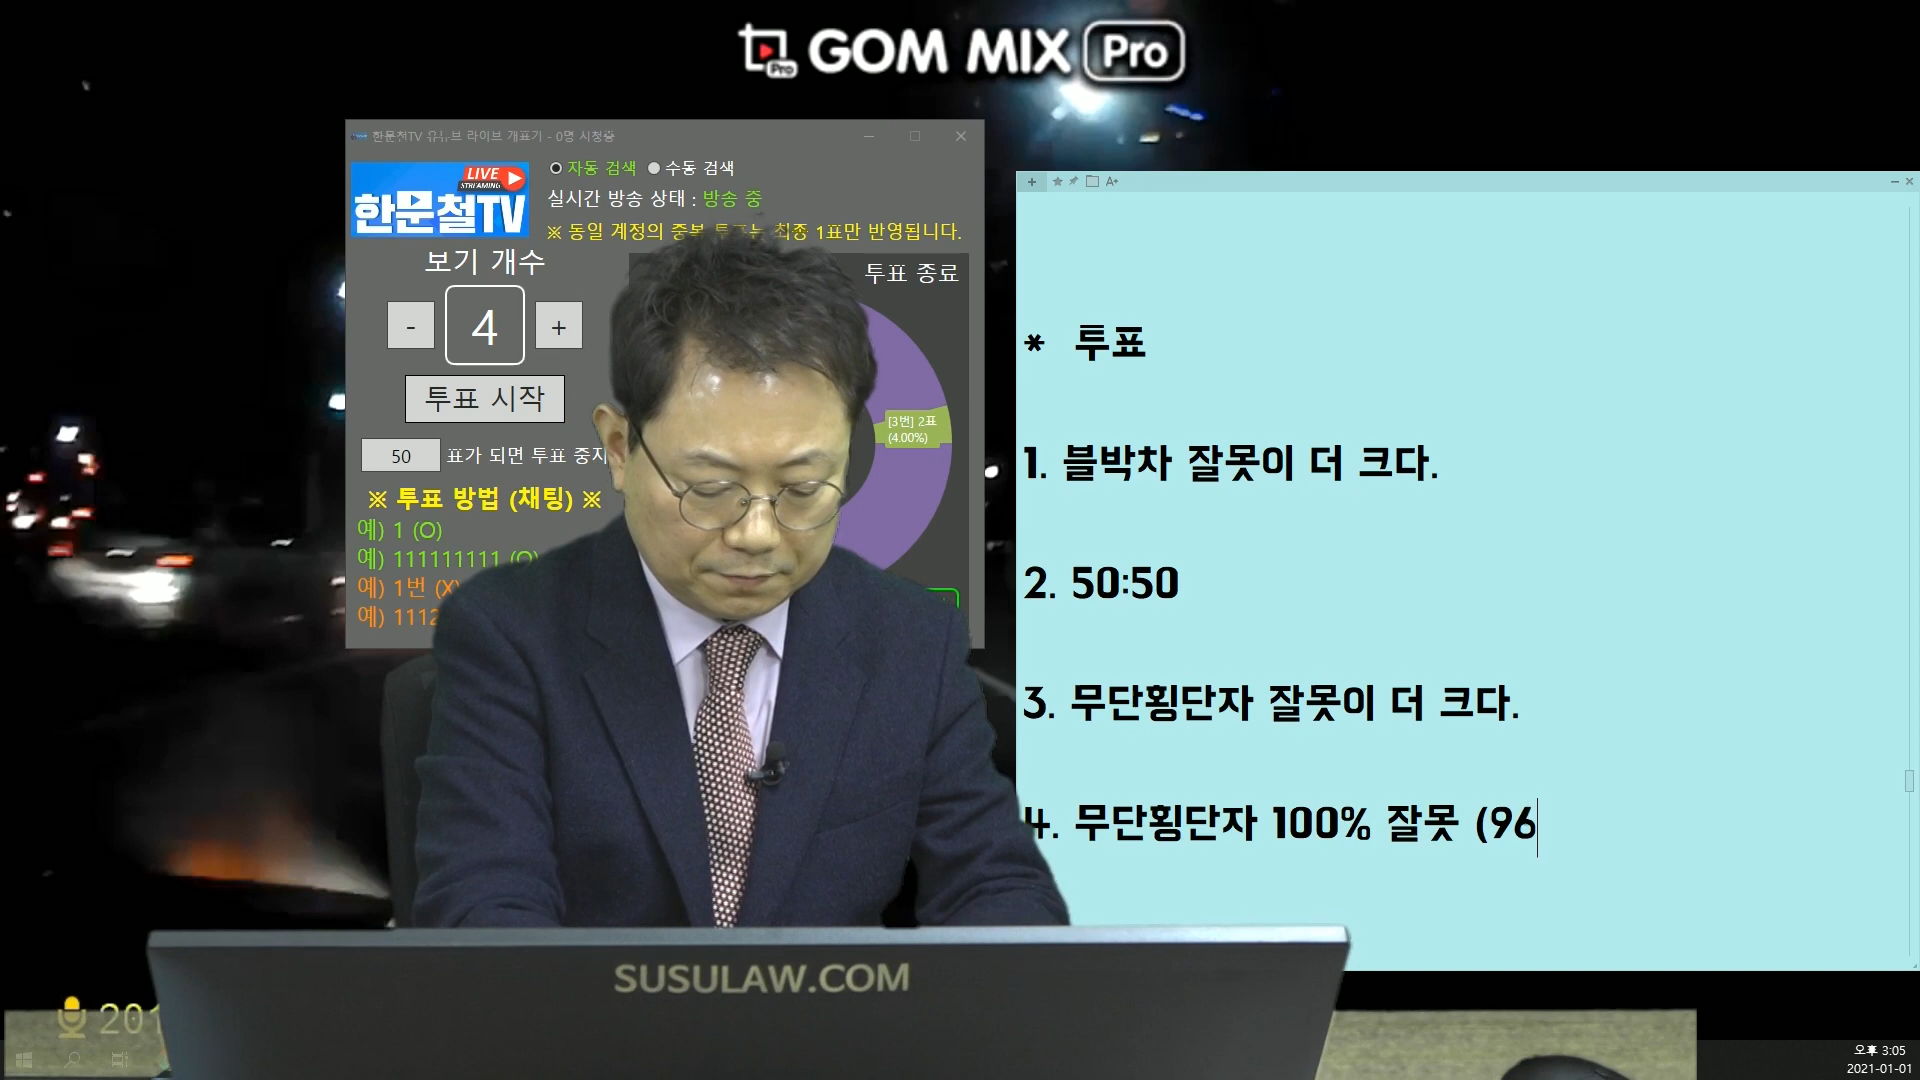 GOM MIX Pro
한문철TV 유튜브 라이브 개표기 - 0명 시청중
LIVE
STREAMING
한문철TV
자동 검색 수동 검색
실시간 방송 상태 : 방송 중
※ 동일 계정의 중복 투표는 최종 1표만 반영됩니다.
보기 개수
- 4 +
투표 시작
50 표가 되면 투표 중지
※ 투표 방법 (채팅) ※
예) 1 (O)
예) 111111111 (O)
예) 1번 (X)
예) 1112
투표 종료
[3번] 2표
(4.00%)
* 투표
1. 블박차 잘못이 더 크다.
2. 50:50
3. 무단횡단자 잘못이 더 크다.
4. 무단횡단자 100% 잘못 (96
SUSULAW.COM
201
오후 3:05
2021-01-01